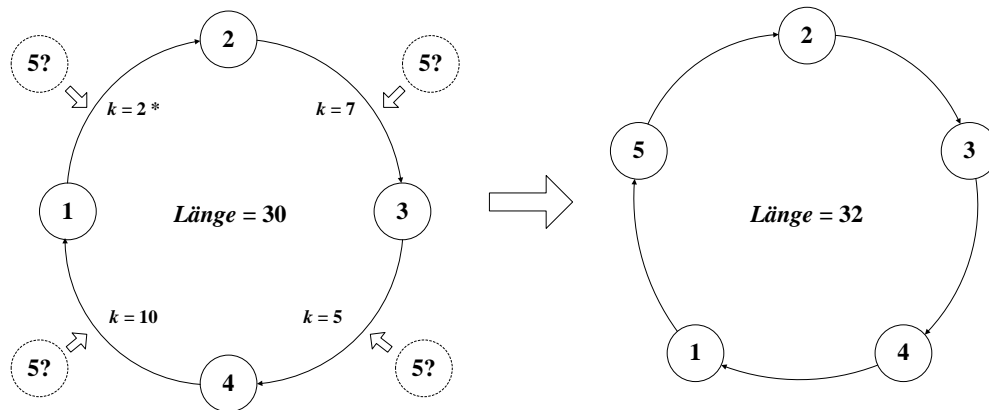 2
5?
5?
k = 2 *
k = 7
1
Länge = 30
3
k = 10
k = 5
5?
5?
4
2
5
3
Länge = 32
1
4